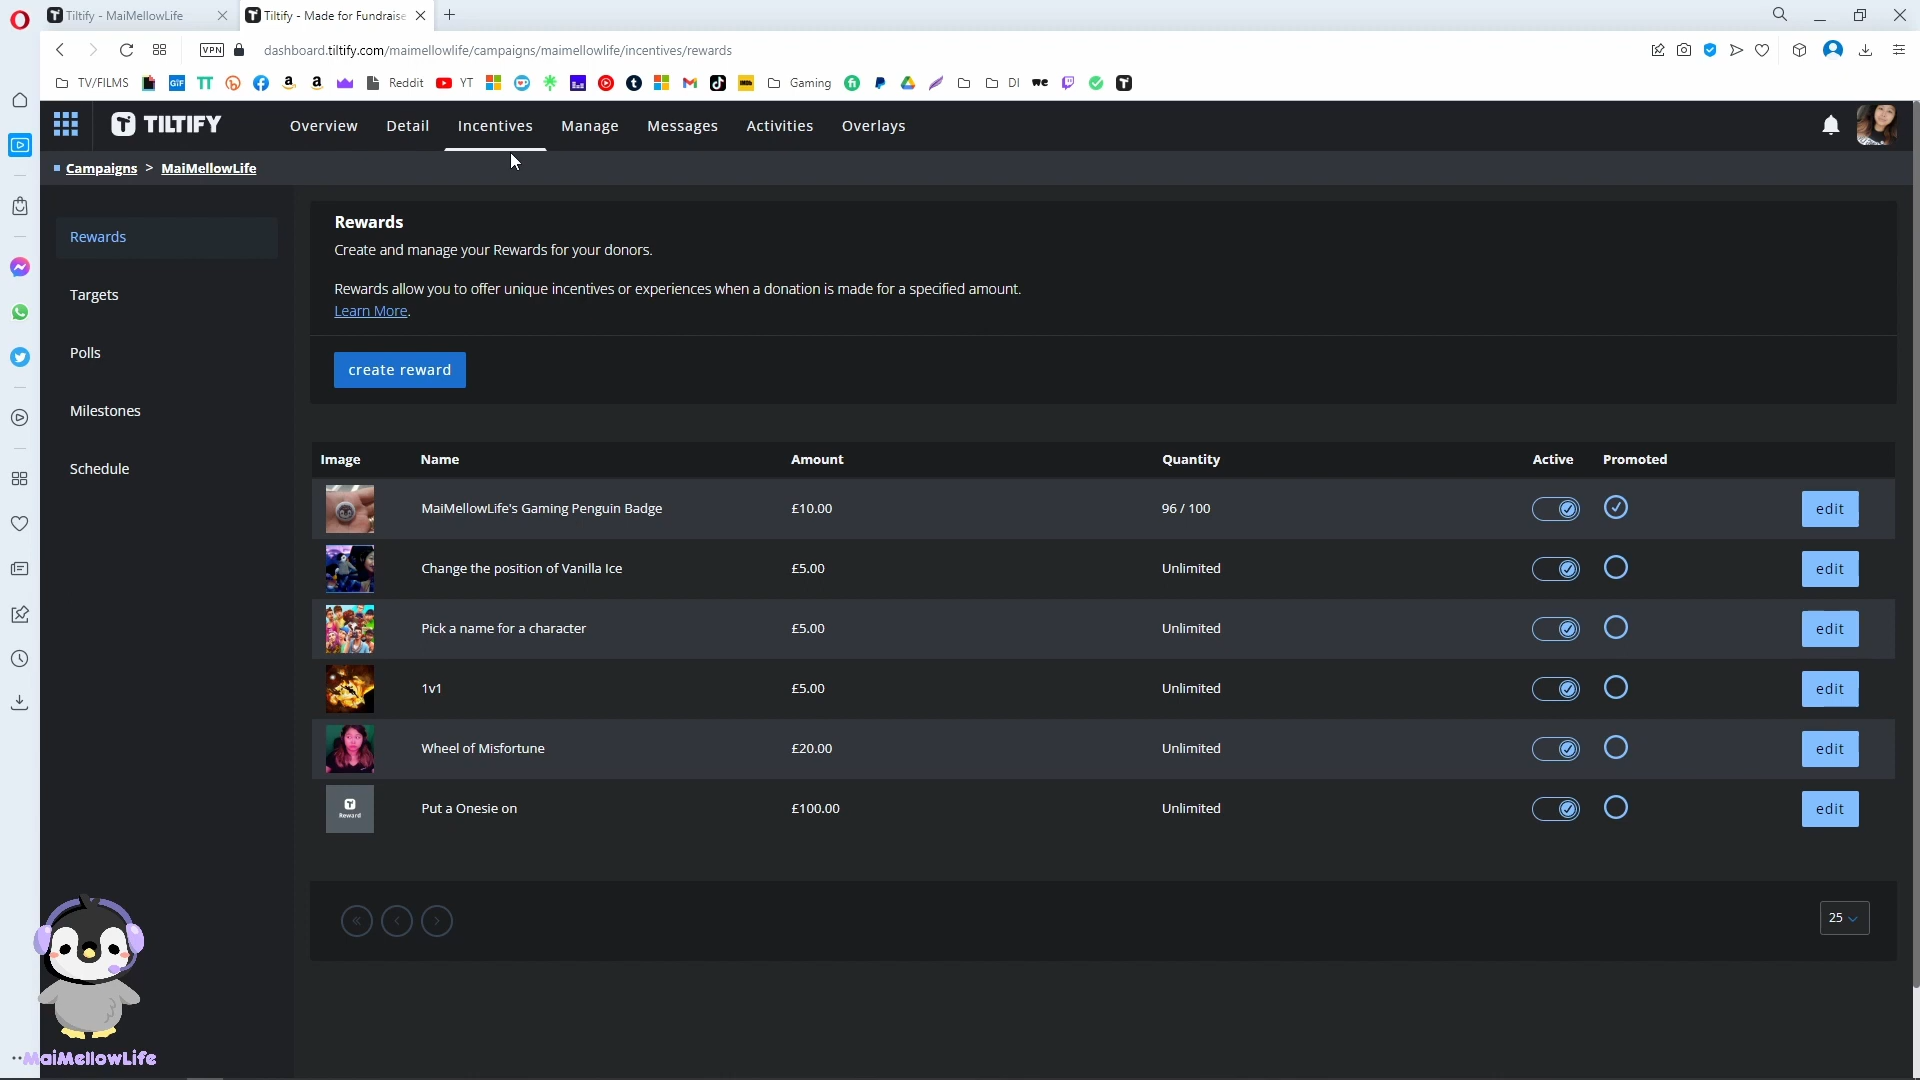 Tiltify - MaiMellowLife
Tiltify - Made for Fundraise
VPN
dashboard.tiltify.com/maimellowlife/campaigns/maimellowlife/incentives/rewards
TV/FILMS
GIF
TT
Reddit
YT
IMDb
Gaming
DI
we
TILTIFY
Overview
Detail
Incentives
Manage
Messages
Activities
Overlays
Campaigns > MaiMellowLife
Rewards
Targets
Polls
Milestones
Schedule
Rewards
Create and manage your Rewards for your donors.
Rewards allow you to offer unique incentives or experiences when a donation is made for a specified amount.
Learn More.
create reward
Image Name Amount Quantity Active Promoted
MaiMellowLife's Gaming Penguin Badge £10.00 96 / 100 edit
Change the position of Vanilla Ice £5.00 Unlimited edit
Pick a name for a character £5.00 Unlimited edit
1v1 £5.00 Unlimited edit
Wheel of Misfortune £20.00 Unlimited edit
Reward Put a Onesie on £100.00 Unlimited edit
25
MaiMellowLife